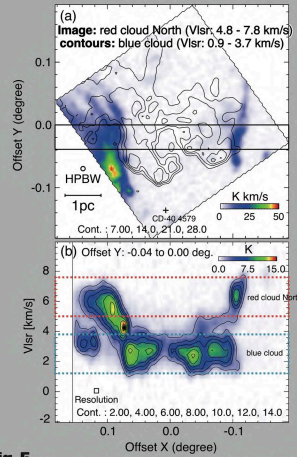 (a)
Image: red cloud North (Vlsr: 4.8 - 7.8 km/s)
contours: blue cloud (Vlsr: 0.9 - 3.7 km/s)
0.1
0.0
-0.1
Offset Y (degree)
HPBW
1pc
CD-40.4579
K km/s
0 25 50
Cont. : 7.00, 14.0, 21.0, 28.0
(b) Offset Y: -0.04 to 0.00 deg.
K
0.0 7.5 15.0
8
6
4
2
0
-2
Vlsr [km/s]
red cloud Nort
blue cloud
Resolution
Cont. : 2.00, 4.00, 6.00, 8.00, 10.0, 12.0, 14.0
0.1 0.0 -0.1
Offset X (degree)